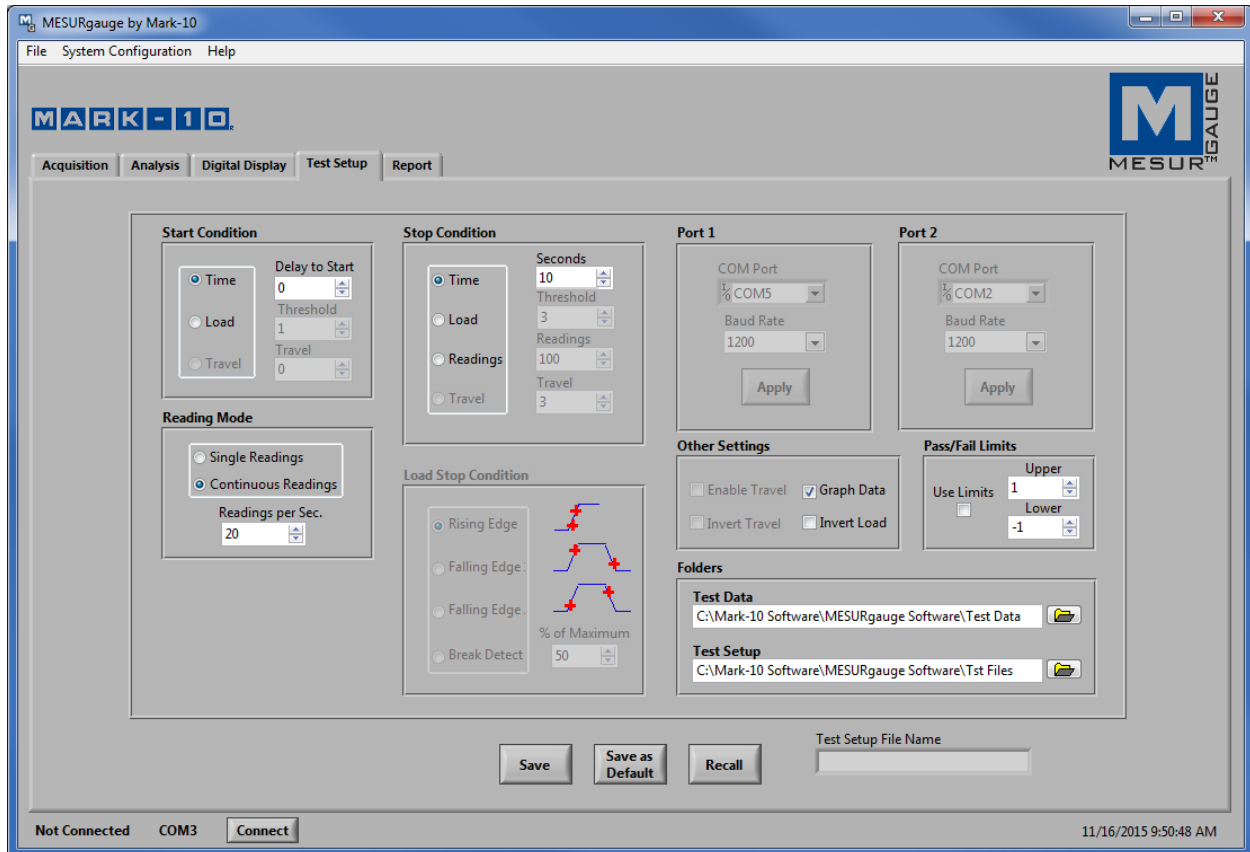 MESURgauge by Mark-10
File System Configuration Help
MARK-10
M
MESUR™
GAUGE
Acquisition Analysis Digital Display Test Setup Report
Start Condition
Time
Load
Travel
Delay to Start
0
Threshold
1
Travel
0
Reading Mode
Single Readings
Continuous Readings
Readings per Sec.
20
Stop Condition
Time
Load
Readings
Travel
Seconds
10
Threshold
3
Readings
100
Travel
3
Load Stop Condition
Rising Edge
Falling Edge
Falling Edge
Break Detect
% of Maximum
50
Port 1
COM Port
COM5
Baud Rate
1200
Apply
Port 2
COM Port
COM2
Baud Rate
1200
Apply
Other Settings
Enable Travel Graph Data
Invert Travel Invert Load
Pass/Fail Limits
Use Limits
Upper
1
Lower
-1
Folders
Test Data
C:\Mark-10 Software\MESURgauge Software\Test Data
Test Setup
C:\Mark-10 Software\MESURgauge Software\Tst Files
Save
Save as
Default
Recall
Test Setup File Name
Not Connected COM3 Connect
11/16/2015 9:50:48 AM